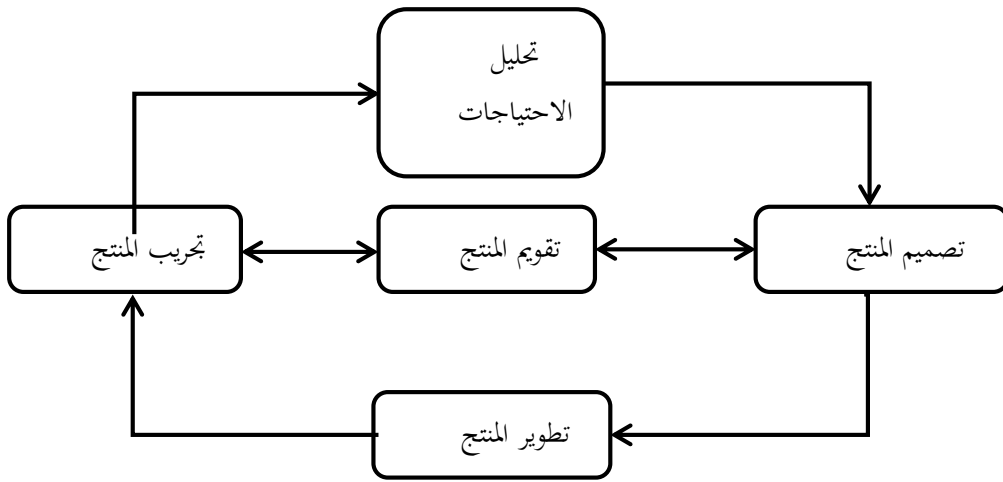 تحليل
الاحتياجات
تصميم المنتج
تقويم المنتج
تجريب المنتج
تطوير المنتج